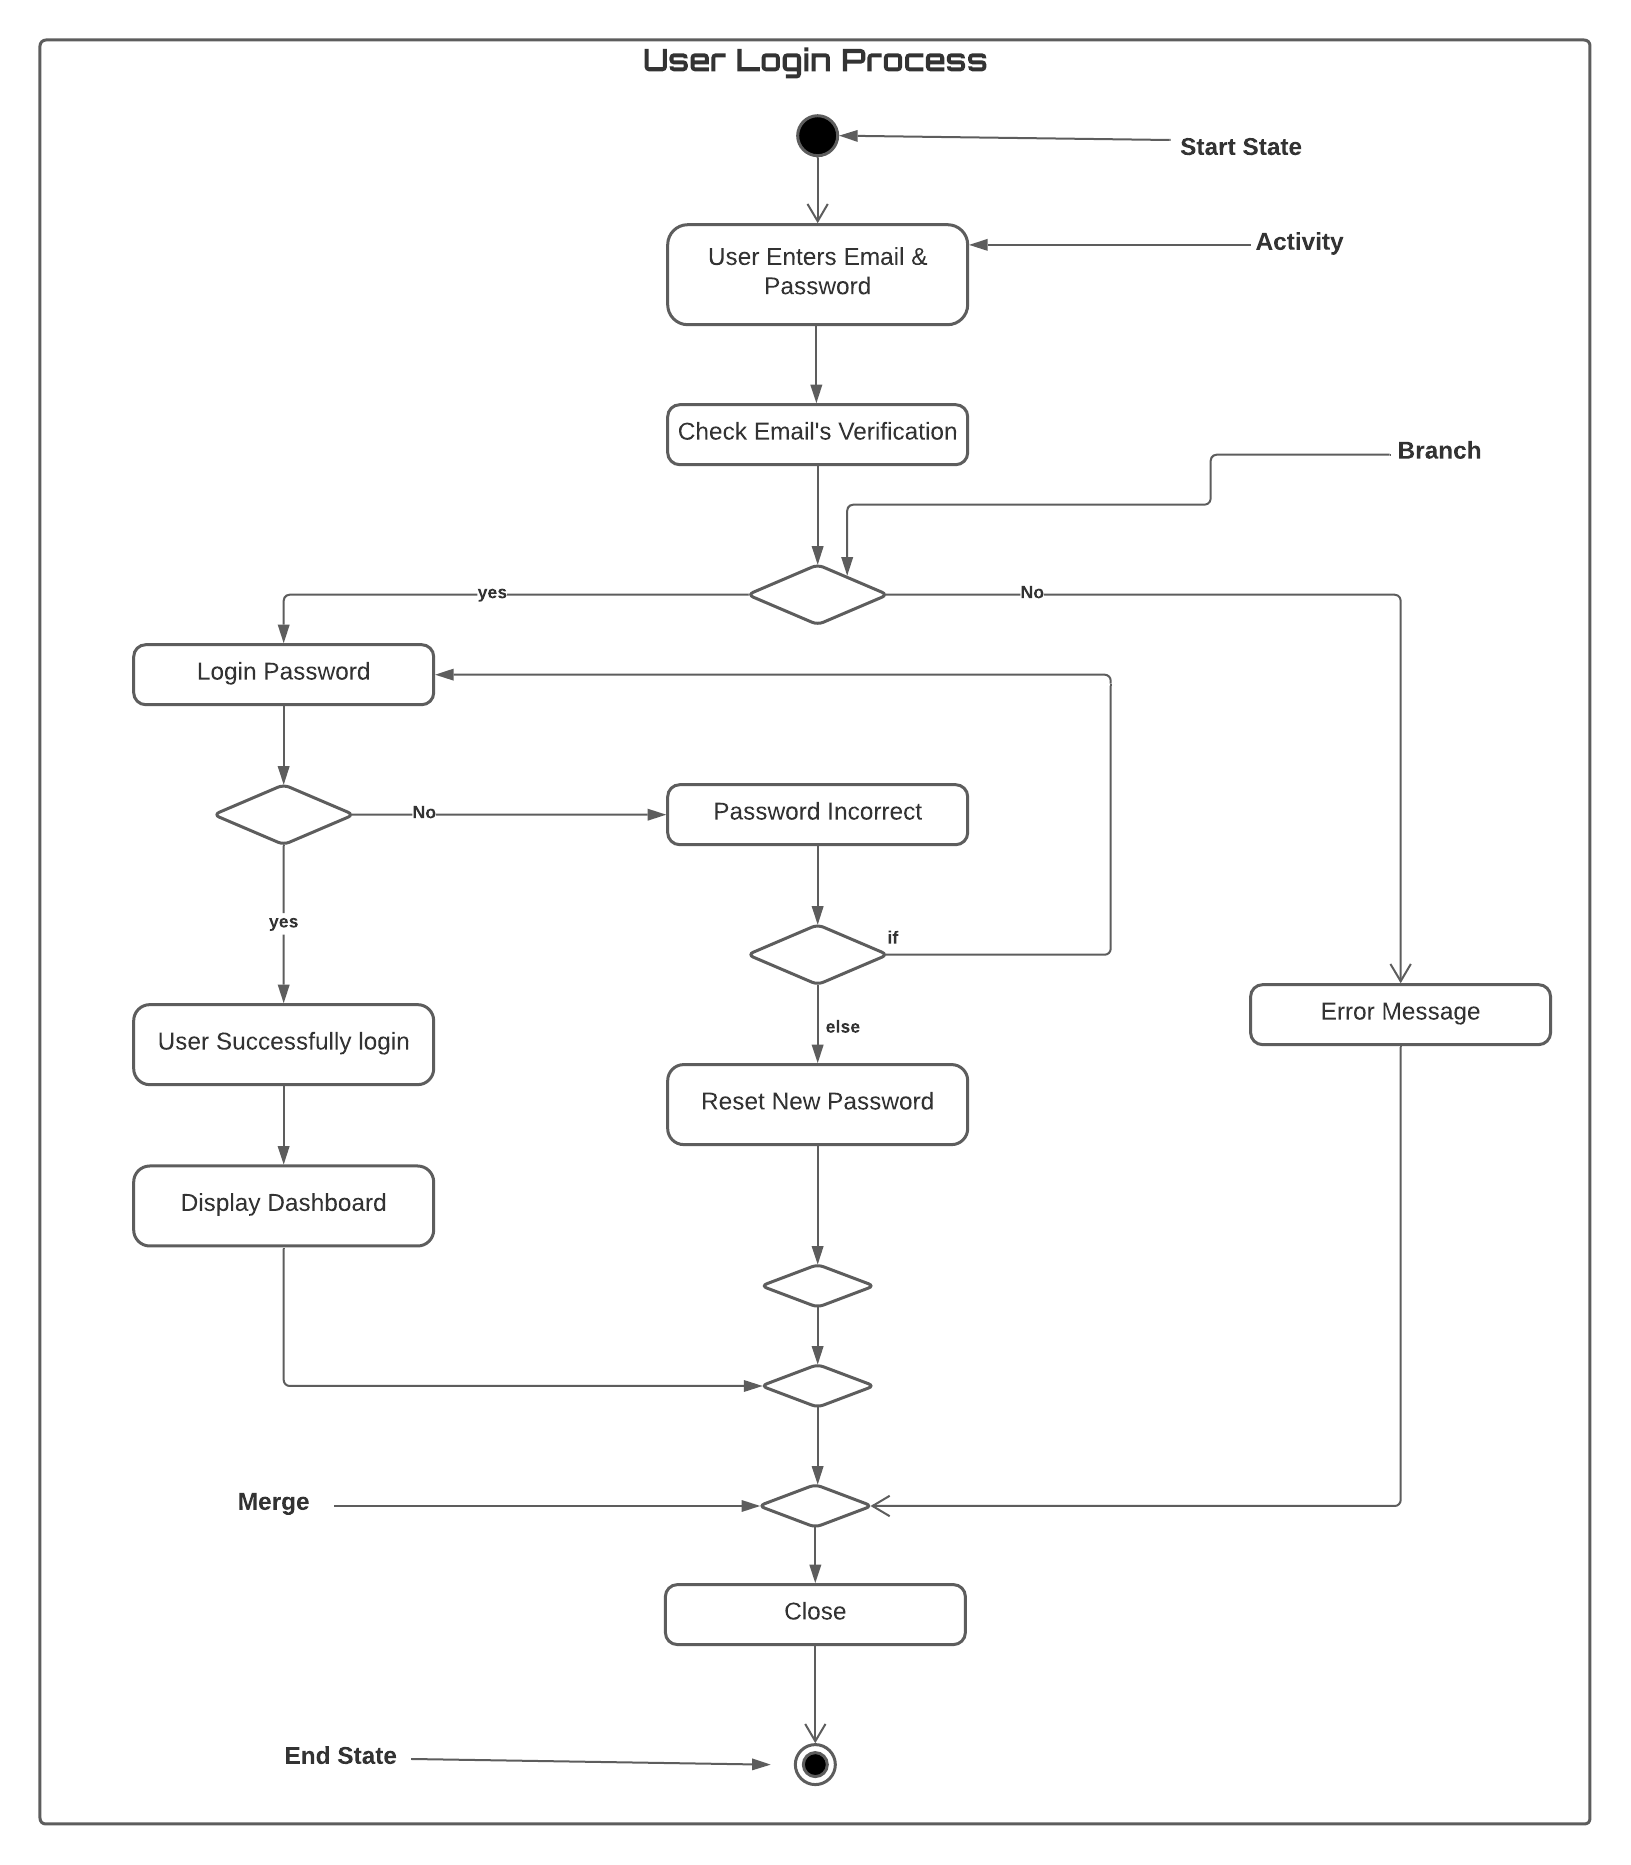 User Login Process
Start State
Activity
User Enters Email &
Password
Check Email's Verification
Branch
yes
No
Login Password
No
Password Incorrect
yes
if
else
User Successfully login
Error Message
Reset New Password
Display Dashboard
Merge
Close
End State